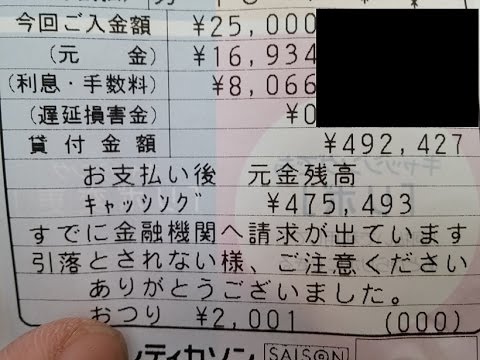 今回ご入金額 ¥25,000
(元 金) ¥16,934
(利息・手数料) ¥8,066
(遅延損害金) ¥0
貸付金額 ¥492,427
お支払い後 元金残高
ｷｬｯｼﾝｸﾞ ¥475,493
すでに金融機関へ請求が出ています
引落とされない様、ご注意ください
ありがとうございました。
おつり ¥2,001 (000)
ティカソン SAISON